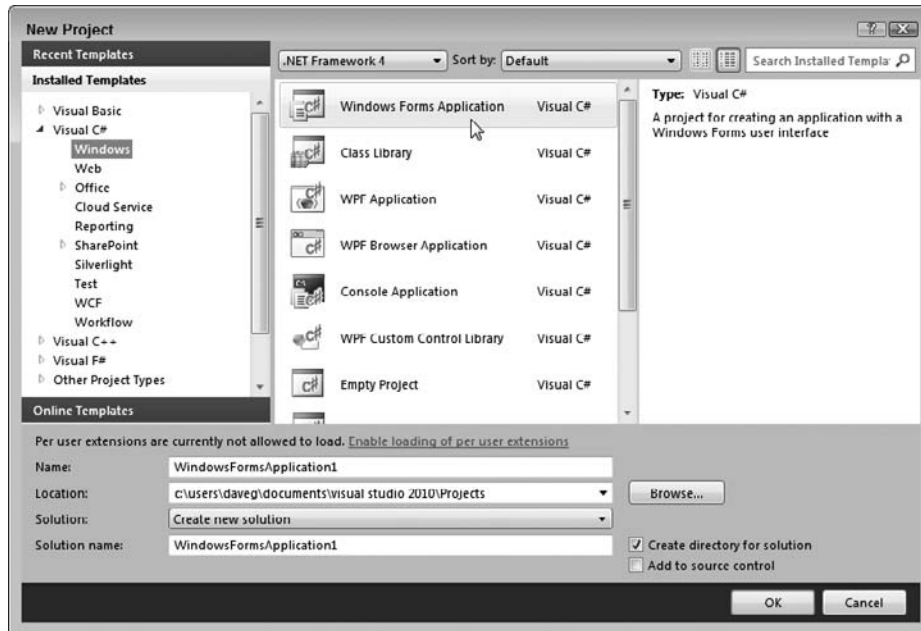 New Project
Recent Templates
Installed Templates
Visual Basic
Visual C#
Windows
Web
Office
Cloud Service
Reporting
SharePoint
Silverlight
Test
WCF
Workflow
Visual C++
Visual F#
Other Project Types
Online Templates
.NET Framework 4
Sort by: Default
Search Installed Templa
Windows Forms Application Visual C#
Class Library Visual C#
WPF Application Visual C#
WPF Browser Application Visual C#
Console Application Visual C#
WPF Custom Control Library Visual C#
Empty Project Visual C#
Type: Visual C#
A project for creating an application with a
Windows Forms user interface
Per user extensions are currently not allowed to load. Enable loading of per user extensions
Name: WindowsFormsApplication1
Location: c:\users\daveg\documents\visual studio 2010\Projects
Browse...
Solution: Create new solution
Solution name: WindowsFormsApplication1
Create directory for solution
Add to source control
OK
Cancel